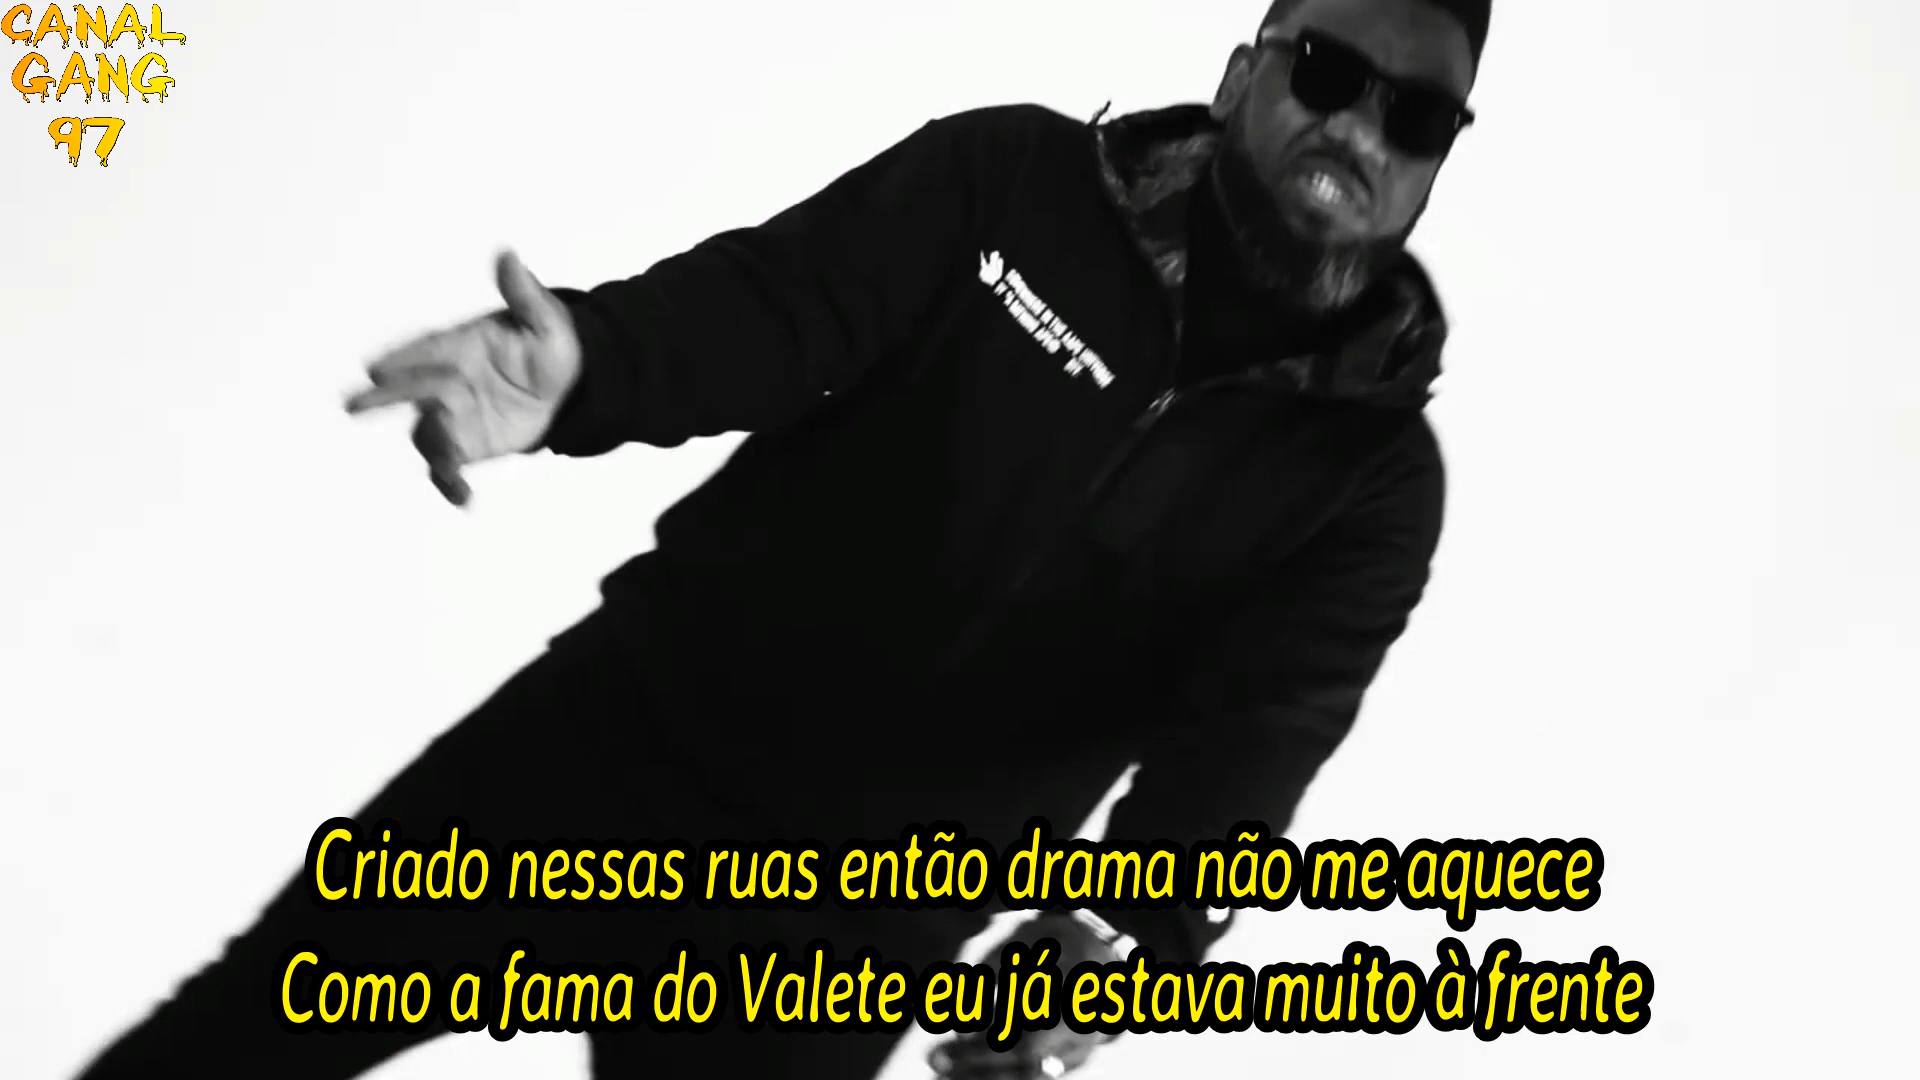 CANAL
GANG
97
Criado nessas ruas então drama não me aquece
Como a fama do Valete eu já estava muito à frente